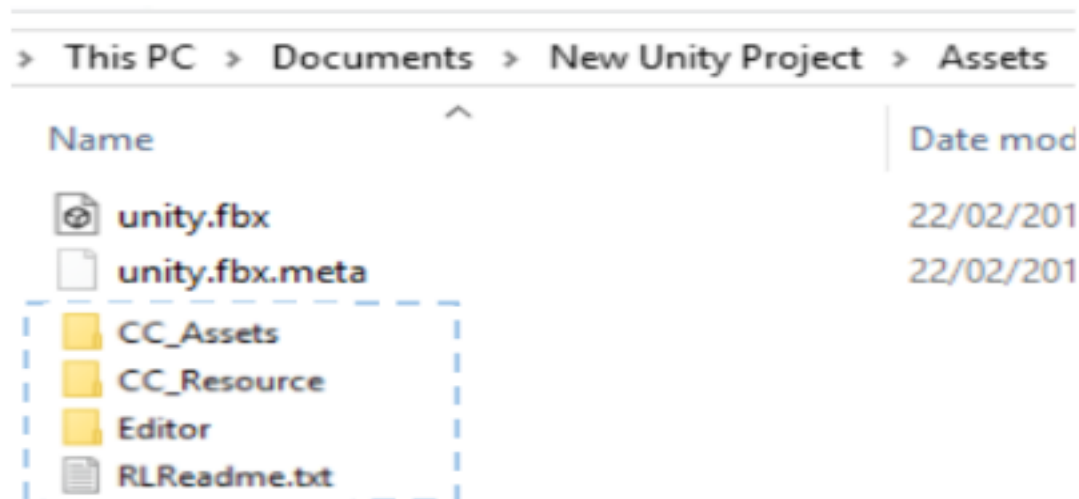 > This PC > Documents > New Unity Project > Assets
Name Date mod
unity.fbx 22/02/201
unity.fbx.meta 22/02/201
CC_Assets
CC_Resource
Editor
RLReadme.txt